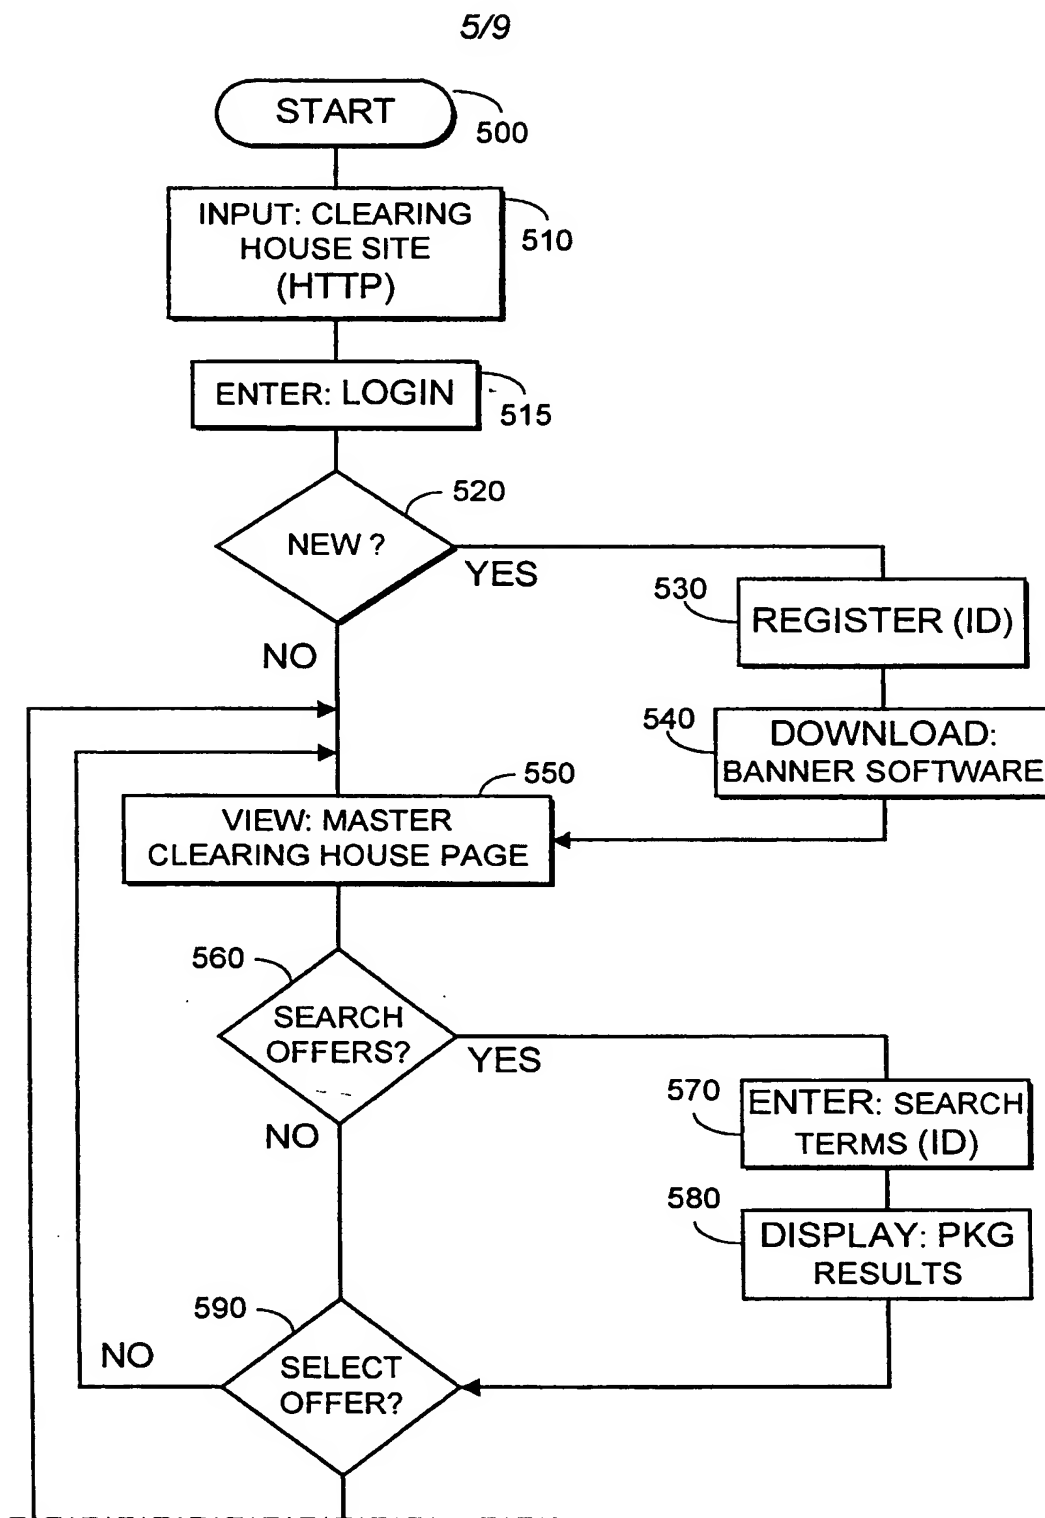 5/9
START
500
INPUT: CLEARING
HOUSE SITE
(HTTP)
510
ENTER: LOGIN
515
520
NEW ?
YES
NO
530
REGISTER (ID)
540
DOWNLOAD:
BANNER SOFTWARE
550
VIEW: MASTER
CLEARING HOUSE PAGE
560
SEARCH
OFFERS?
YES
NO
570
ENTER: SEARCH
TERMS (ID)
580
DISPLAY: PKG
RESULTS
590
SELECT
OFFER?
NO